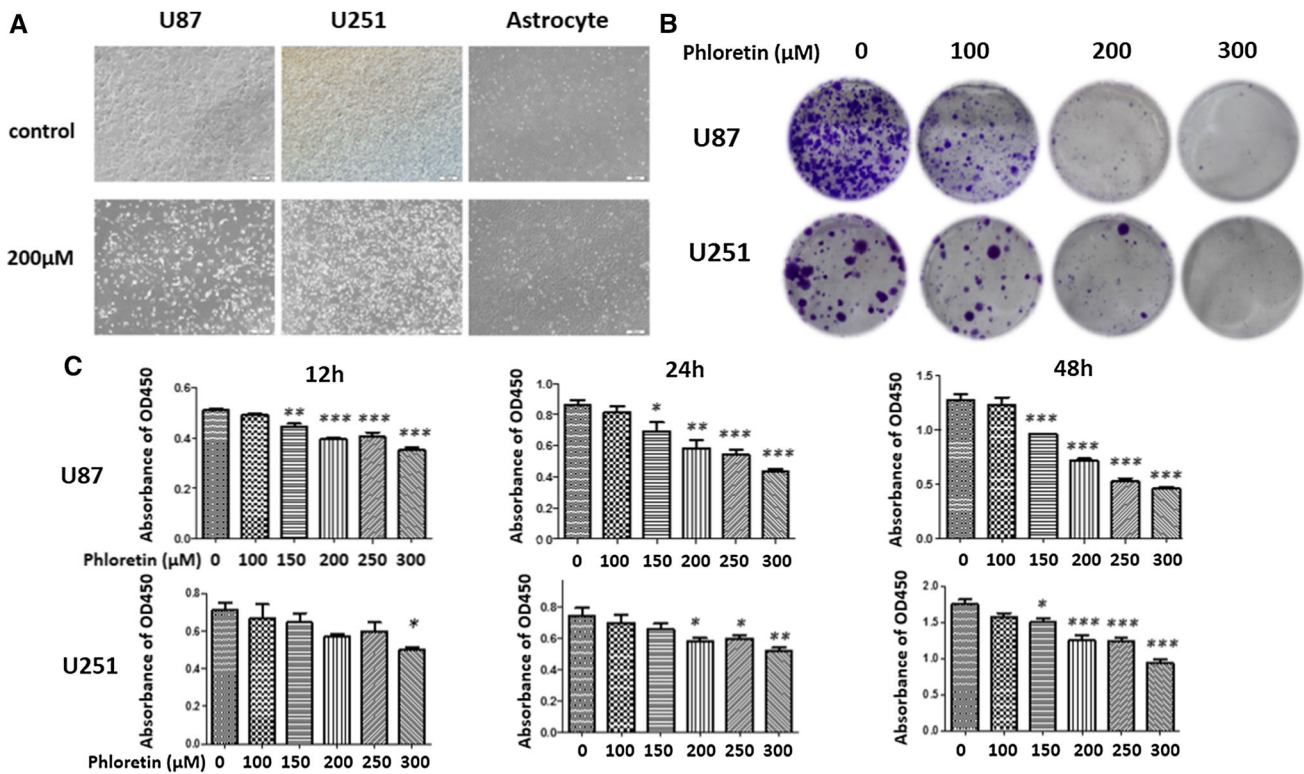 A
U87 U251 Astrocyte
control
200μM
B
Phloretin (μM) 0 100 200 300
U87
U251
C
12h 24h 48h
U87
Absorbance of OD450
0.6
0.4
0.2
0.0
** *** *** ***
Phloretin (μM) 0 100 150 200 250 300
Absorbance of OD450
1.0
0.8
0.6
0.4
0.2
0.0
* ** *** ***
0 100 150 200 250 300
Absorbance of OD450
1.5
1.0
0.5
0.0
*** *** *** ***
0 100 150 200 250 300
U251
Absorbance of OD450
0.8
0.6
0.4
0.2
0.0
*
Phloretin (μM) 0 100 150 200 250 300
Absorbance of OD450
0.8
0.6
0.4
0.2
0.0
* * **
0 100 150 200 250 300
Absorbance of OD450
2.0
1.5
1.0
0.5
0.0
* *** *** ***
0 100 150 200 250 300